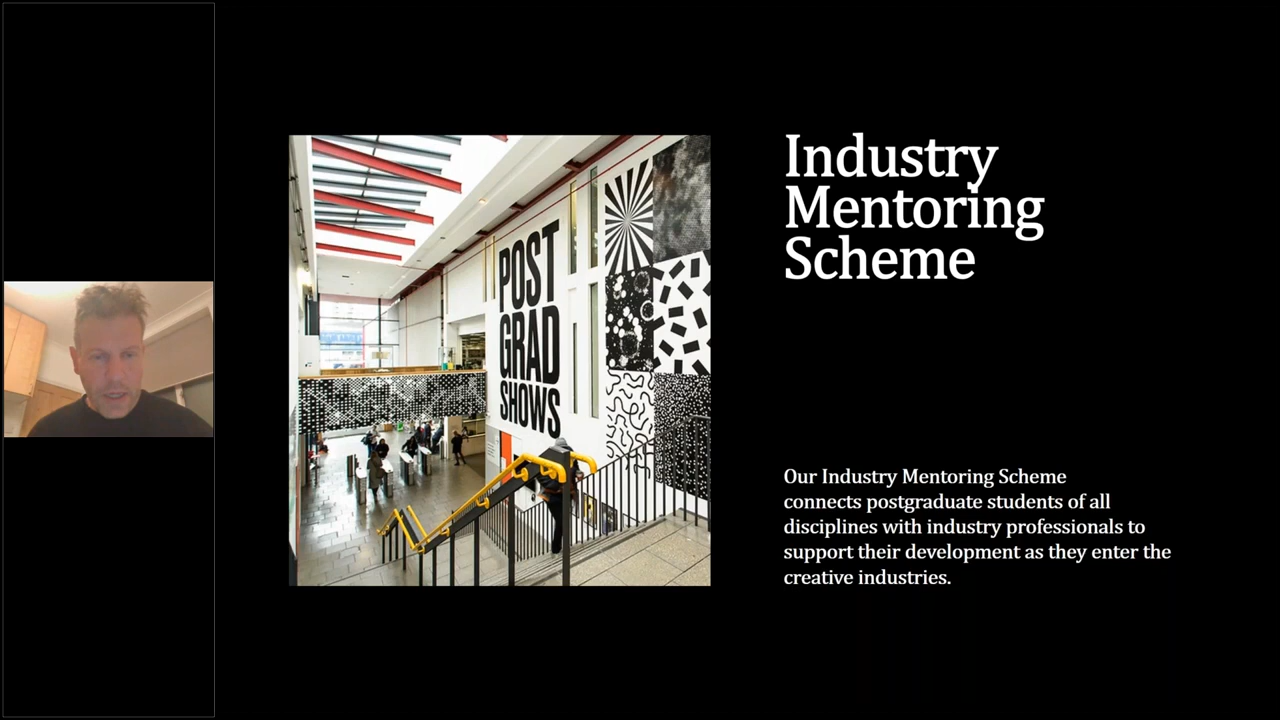 POST
GRAD
SHOWS
Industry
Mentoring
Scheme
Our Industry Mentoring Scheme
connects postgraduate students of all
disciplines with industry professionals to
support their development as they enter the
creative industries.